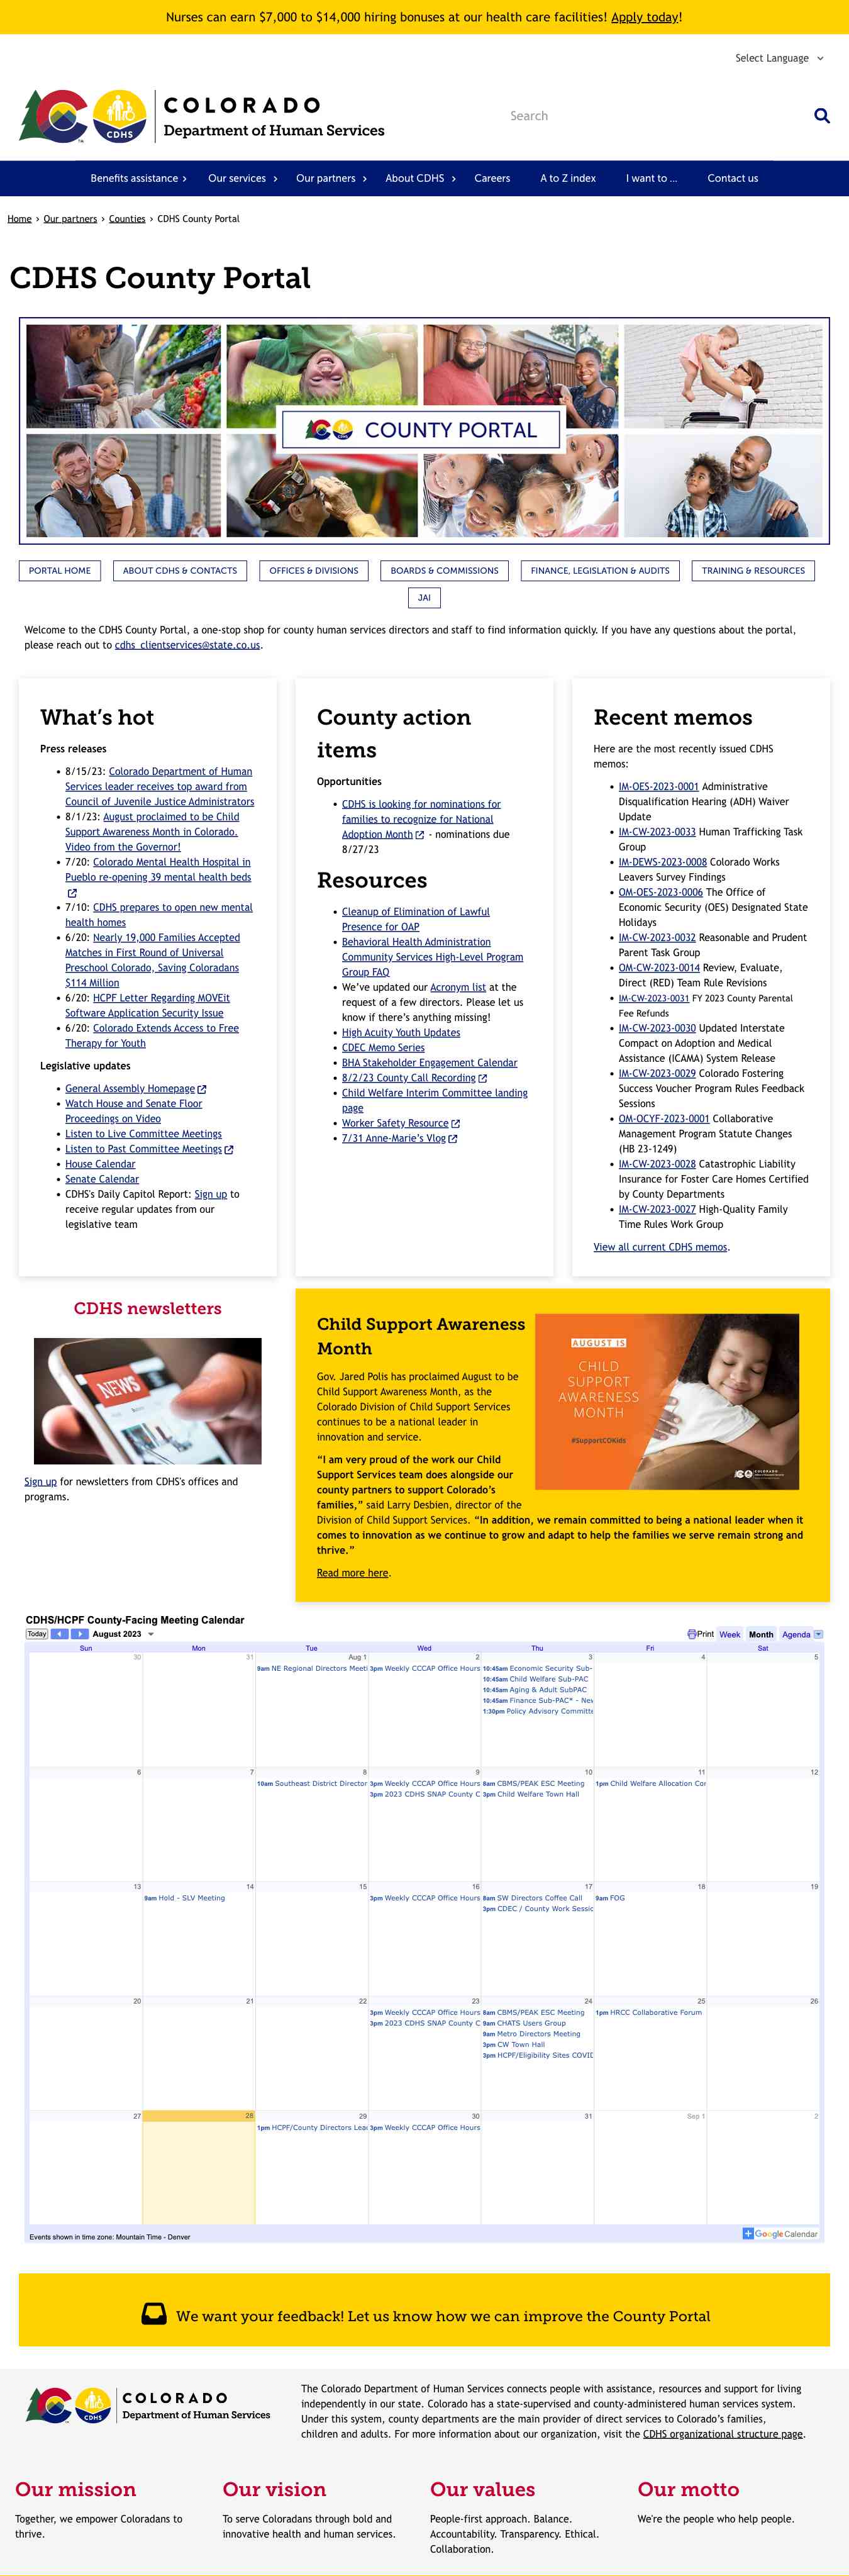 Nurses can earn $7,000 to $14,000 hiring bonuses at our health care facilities! Apply today!
Select Language
COLORADO
Department of Human Services
CDHS
Search
Benefits assistance Our services Our partners About CDHS Careers A to Z index I want to ... Contact us
Home › Our partners › Counties › CDHS County Portal
CDHS County Portal
COUNTY PORTAL
PORTAL HOME ABOUT CDHS & CONTACTS OFFICES & DIVISIONS BOARDS & COMMISSIONS FINANCE, LEGISLATION & AUDITS TRAINING & RESOURCES
JAI
Welcome to the CDHS County Portal, a one-stop shop for county human services directors and staff to find information quickly. If you have any questions about the portal,
please reach out to cdhs_clientservices@state.co.us.
What’s hot
Press releases
• 8/15/23: Colorado Department of Human
Services leader receives top award from
Council of Juvenile Justice Administrators
• 8/1/23: August proclaimed to be Child
Support Awareness Month in Colorado.
Video from the Governor!
• 7/20: Colorado Mental Health Hospital in
Pueblo re-opening 39 mental health beds
• 7/10: CDHS prepares to open new mental
health homes
• 6/20: Nearly 19,000 Families Accepted
Matches in First Round of Universal
Preschool Colorado, Saving Coloradans
$114 Million
• 6/20: HCPF Letter Regarding MOVEit
Software Application Security Issue
• 6/20: Colorado Extends Access to Free
Therapy for Youth
Legislative updates
• General Assembly Homepage
• Watch House and Senate Floor
Proceedings on Video
• Listen to Live Committee Meetings
• Listen to Past Committee Meetings
• House Calendar
• Senate Calendar
• CDHS's Daily Capitol Report: Sign up to
receive regular updates from our
legislative team
County action
items
Opportunities
• CDHS is looking for nominations for
families to recognize for National
Adoption Month - nominations due
8/27/23
Resources
• Cleanup of Elimination of Lawful
Presence for OAP
• Behavioral Health Administration
Community Services High-Level Program
Group FAQ
• We’ve updated our Acronym list at the
request of a few directors. Please let us
know if there’s anything missing!
• High Acuity Youth Updates
• CDEC Memo Series
• BHA Stakeholder Engagement Calendar
• 8/2/23 County Call Recording
• Child Welfare Interim Committee landing
page
• Worker Safety Resource
• 7/31 Anne-Marie’s Vlog
Recent memos
Here are the most recently issued CDHS
memos:
• IM-OES-2023-0001 Administrative
Disqualification Hearing (ADH) Waiver
Update
• IM-CW-2023-0033 Human Trafficking Task
Group
• IM-DEWS-2023-0008 Colorado Works
Leavers Survey Findings
• OM-OES-2023-0006 The Office of
Economic Security (OES) Designated State
Holidays
• IM-CW-2023-0032 Reasonable and Prudent
Parent Task Group
• OM-CW-2023-0014 Review, Evaluate,
Direct (RED) Team Rule Revisions
• IM-CW-2023-0031 FY 2023 County Parental
Fee Refunds
• IM-CW-2023-0030 Updated Interstate
Compact on Adoption and Medical
Assistance (ICAMA) System Release
• IM-CW-2023-0029 Colorado Fostering
Success Voucher Program Rules Feedback
Sessions
• OM-OCYF-2023-0001 Collaborative
Management Program Statute Changes
(HB 23-1249)
• IM-CW-2023-0028 Catastrophic Liability
Insurance for Foster Care Homes Certified
by County Departments
• IM-CW-2023-0027 High-Quality Family
Time Rules Work Group
View all current CDHS memos.
CDHS newsletters
NEWS
Sign up for newsletters from CDHS's offices and
programs.
Child Support Awareness
Month
Gov. Jared Polis has proclaimed August to be
Child Support Awareness Month, as the
Colorado Division of Child Support Services
continues to be a national leader in
innovation and service.
“I am very proud of the work our Child
Support Services team does alongside our
county partners to support Colorado’s
families,” said Larry Desbien, director of the
Division of Child Support Services. “In addition, we remain committed to being a national leader when it
comes to innovation as we continue to grow and adapt to help the families we serve remain strong and
thrive.”
Read more here.
AUGUST IS
CHILD
SUPPORT
AWARENESS
MONTH
#SupportCOKids
COLORADO
CDHS/HCPF County-Facing Meeting Calendar
Today August 2023 Print Week Month Agenda
Sun Mon Tue Wed Thu Fri Sat
30 31 Aug 1 2 3 4 5
9am NE Regional Directors Meeti 3pm Weekly CCCAP Office Hours 10:45am Economic Security Sub-
10:45am Child Welfare Sub-PAC
10:45am Aging & Adult SubPAC
10:45am Finance Sub-PAC* - Nev
1:30pm Policy Advisory Committe
6 7 8 9 10 11 12
10am Southeast District Director 3pm Weekly CCCAP Office Hours 8am CBMS/PEAK ESC Meeting 1pm Child Welfare Allocation Cor
3pm 2023 CDHS SNAP County C 3pm Child Welfare Town Hall
13 14 15 16 17 18 19
9am Hold - SLV Meeting 3pm Weekly CCCAP Office Hours 8am SW Directors Coffee Call 9am FOG
3pm CDEC / County Work Sessic
20 21 22 23 24 25 26
3pm Weekly CCCAP Office Hours 8am CBMS/PEAK ESC Meeting 1pm HRCC Collaborative Forum
3pm 2023 CDHS SNAP County C 9am CHATS Users Group
9am Metro Directors Meeting
3pm CW Town Hall
3pm HCPF/Eligibility Sites COVID
27 28 29 30 31 Sep 1 2
1pm HCPF/County Directors Lea 3pm Weekly CCCAP Office Hours
Events shown in time zone: Mountain Time - Denver
Google Calendar
We want your feedback! Let us know how we can improve the County Portal
COLORADO
Department of Human Services
CDHS
The Colorado Department of Human Services connects people with assistance, resources and support for living
independently in our state. Colorado has a state-supervised and county-administered human services system.
Under this system, county departments are the main provider of direct services to Colorado’s families,
children and adults. For more information about our organization, visit the CDHS organizational structure page.
Our mission
Together, we empower Coloradans to
thrive.
Our vision
To serve Coloradans through bold and
innovative health and human services.
Our values
People-first approach. Balance.
Accountability. Transparency. Ethical.
Collaboration.
Our motto
We're the people who help people.